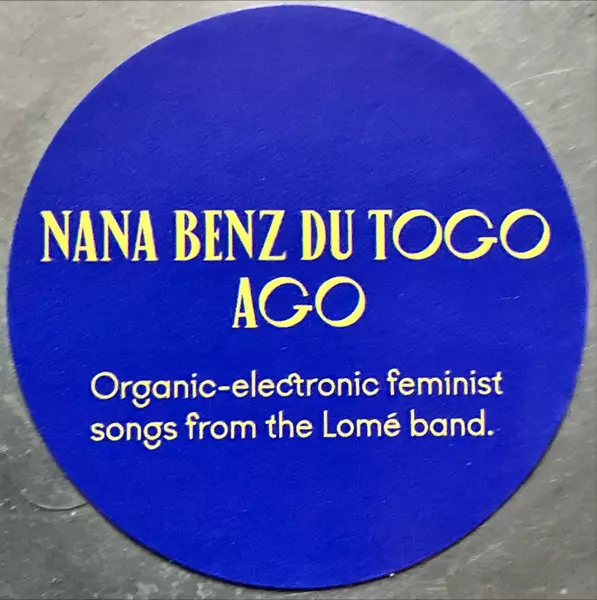 NANA BENZ DU TOGO
AGO
Organic-electronic feminist
songs from the Lomé band.